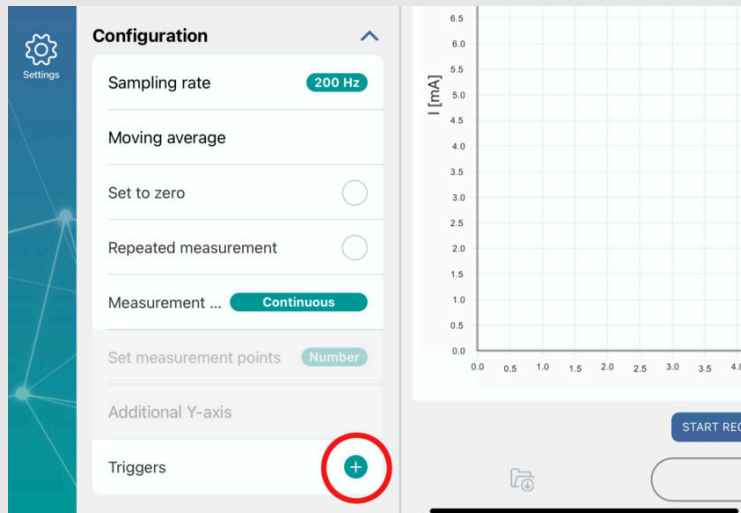 Settings
Configuration
Sampling rate 200 Hz
Moving average
Set to zero
Repeated measurement
Measurement ... Continuous
Set measurement points Number
Additional Y-axis
Triggers +
I [mA]
6.5
6.0
5.5
5.0
4.5
4.0
3.5
3.0
2.5
2.0
1.5
1.0
0.5
0.0
0.0 0.5 1.0 1.5 2.0 2.5 3.0 3.5 4.0
START REC